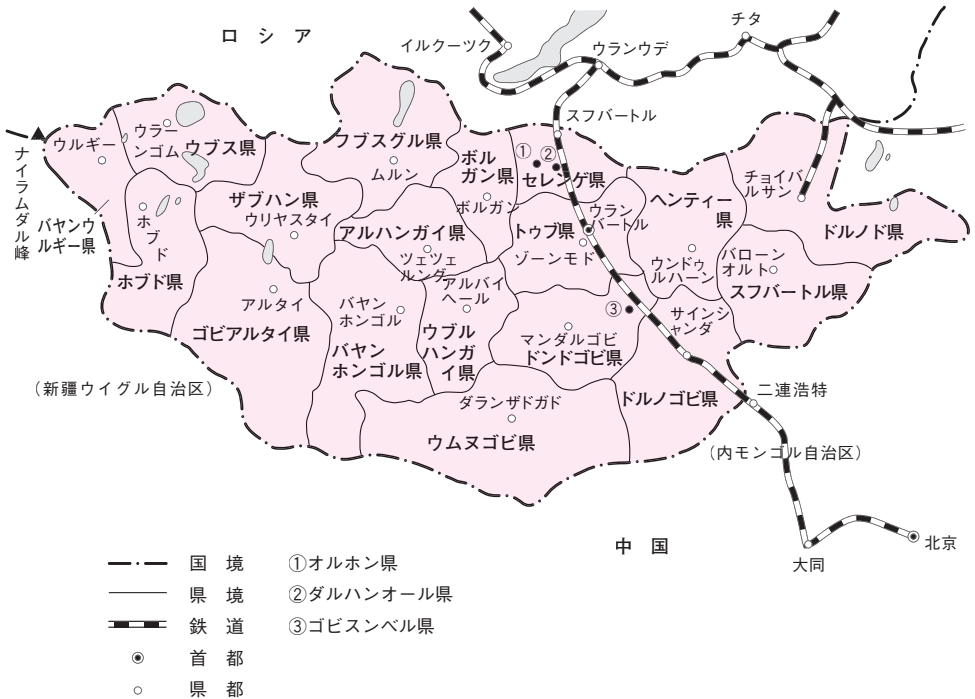 ロシア
イルクーツク
ウランウデ
チタ
スフバートル
ナイラムダル峰
ウルギー
バヤンウ
ルギー県
ウラー
ンゴム
ウブス県
ホブド
ホブド県
ザブハン県
ウリヤスタイ
フブスグル県
ムルン
ボル
ガン県
ボルガン
①
②
セレンゲ県
アルハンガイ県
ツェツェ
ルレグ
トゥブ県
ウラン
バートル
ゾーンモド
ヘンティー
県
ウンドゥ
ルハーン
チョイバ
ルサン
ドルノド県
バローン
オルト
スフバートル県
アルタイ
ゴビアルタイ県
バヤン
ホンゴル
バヤン
ホンゴル県
アルバイ
ヘール
ウブル
ハンガ
イ県
③
マンダルゴビ
ドンドゴビ県
サインシ
ャンダ
ドルノゴビ県
ダランザドガド
ウムヌゴビ県
（新疆ウイグル自治区）
二連浩特
（内モンゴル自治区）
中国
大同
北京
国境
県境
鉄道
首都
県都
①オルホン県
②ダルハンオール県
③ゴビスンベル県